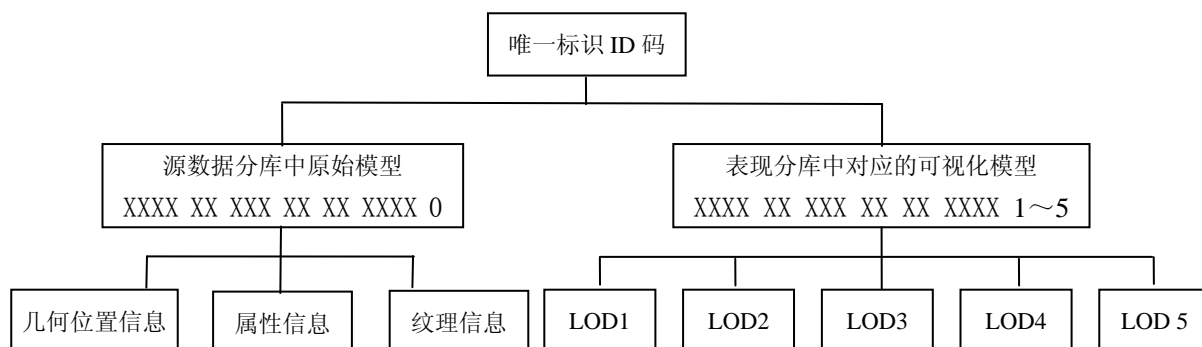 唯一标识 ID 码
源数据分库中原始模型
XXXX XX XXX XX XX XXXX 0
表现分库中对应的可视化模型
XXXX XX XXX XX XX XXXX 1～5
几何位置信息
属性信息
纹理信息
LOD1
LOD2
LOD3
LOD4
LOD 5